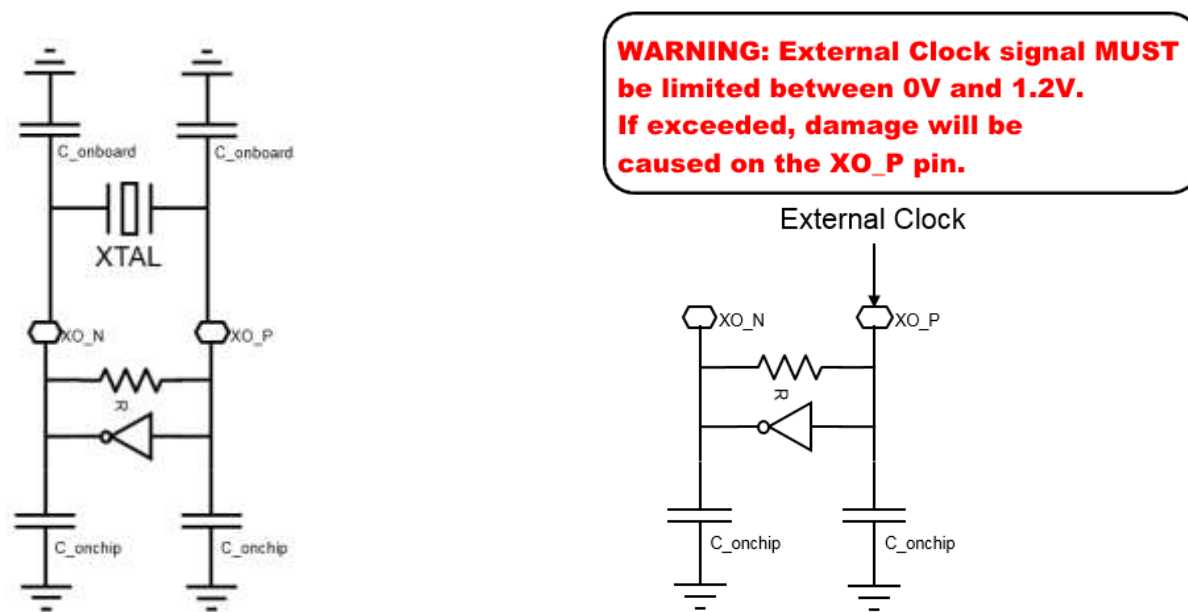 C_onboard
C_onboard
XTAL
XO_N
XO_P
R
C_onchip
C_onchip
WARNING: External Clock signal MUST
be limited between 0V and 1.2V.
If exceeded, damage will be
caused on the XO_P pin.
External Clock
XO_N
XO_P
R
C_onchip
C_onchip